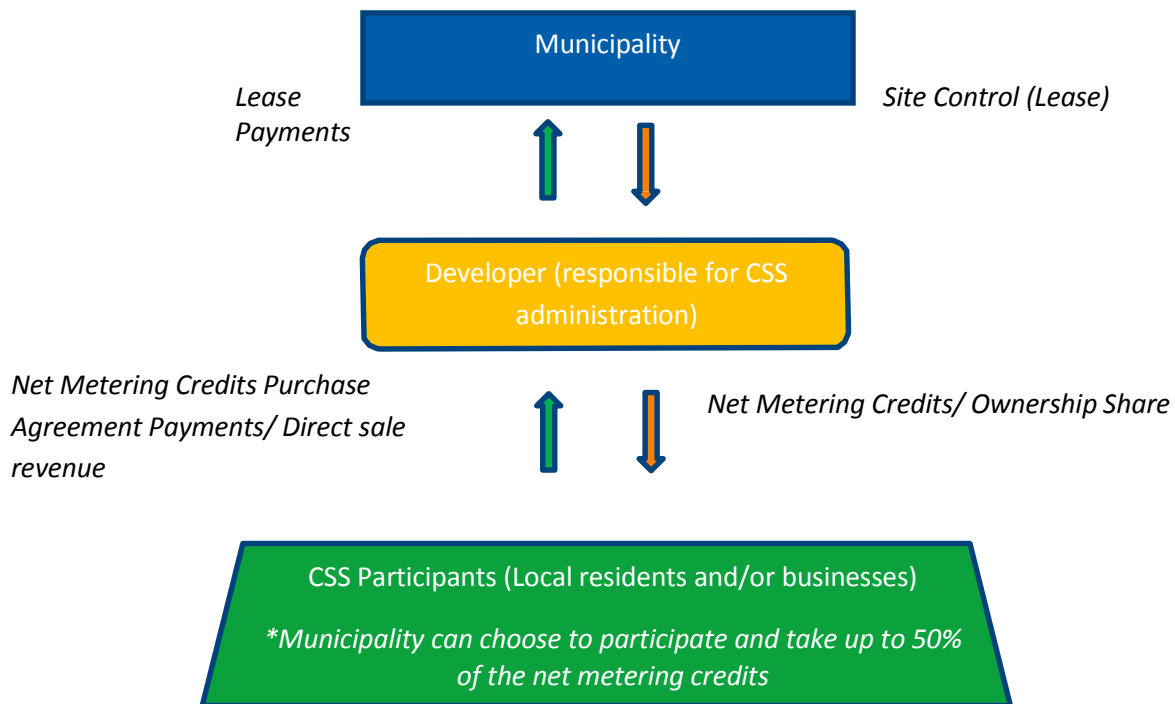 Municipality
Lease
Payments
Site Control (Lease)
Developer (responsible for CSS
administration)
Net Metering Credits Purchase
Agreement Payments/ Direct sale
revenue
Net Metering Credits/ Ownership Share
CSS Participants (Local residents and/or businesses)
*Municipality can choose to participate and take up to 50%
of the net metering credits